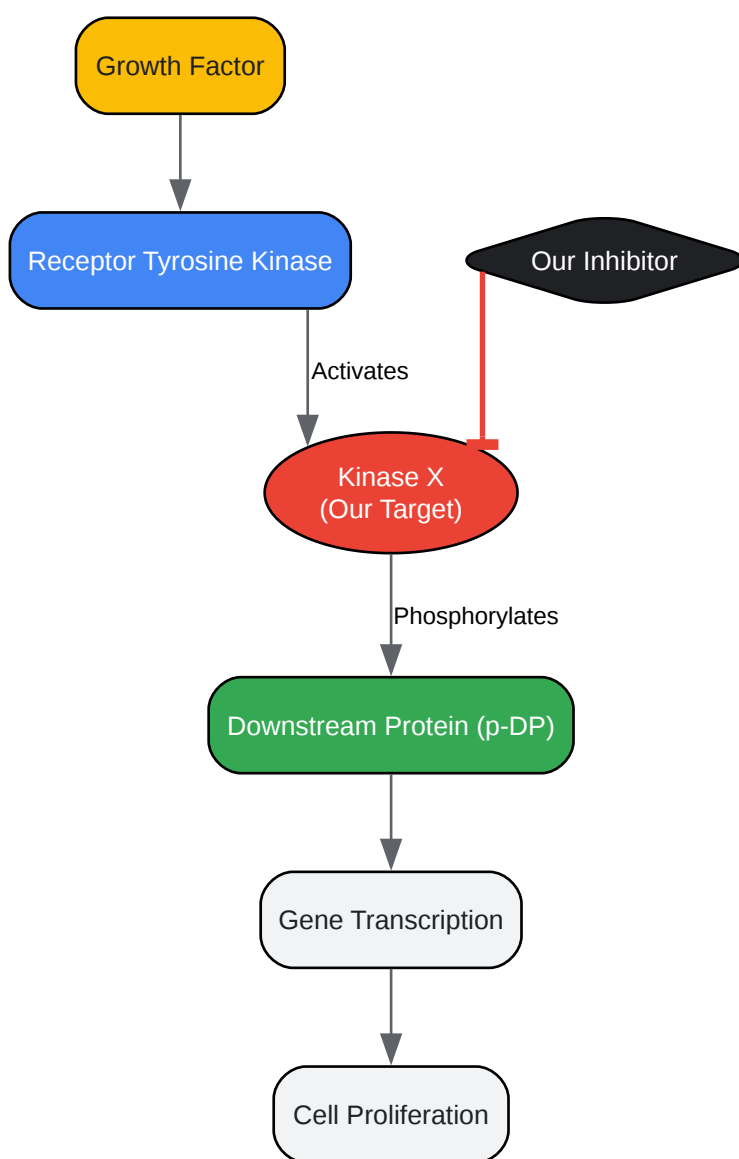 Growth Factor
Receptor Tyrosine Kinase
Our Inhibitor
Activates
Kinase X
(Our Target)
Phosphorylates
Downstream Protein (p-DP)
Gene Transcription
Cell Proliferation